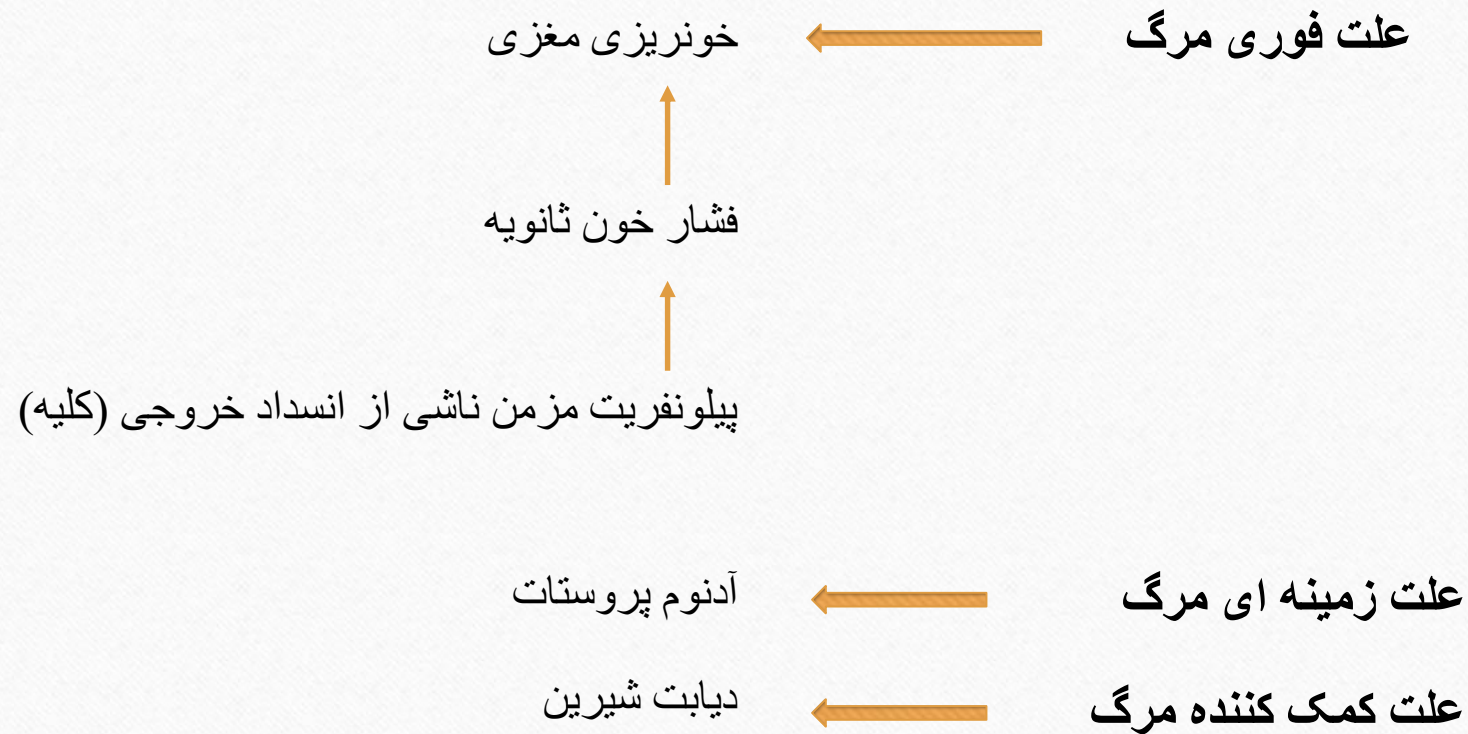 علت فوری مرگ
خونریزی مغزی
فشار خون ثانویه
پیلونفریت مزمن ناشی از انسداد خروجی (کلیه)
علت زمینه ای مرگ
آدنوم پروستات
علت کمک کننده مرگ
دیابت شیرین